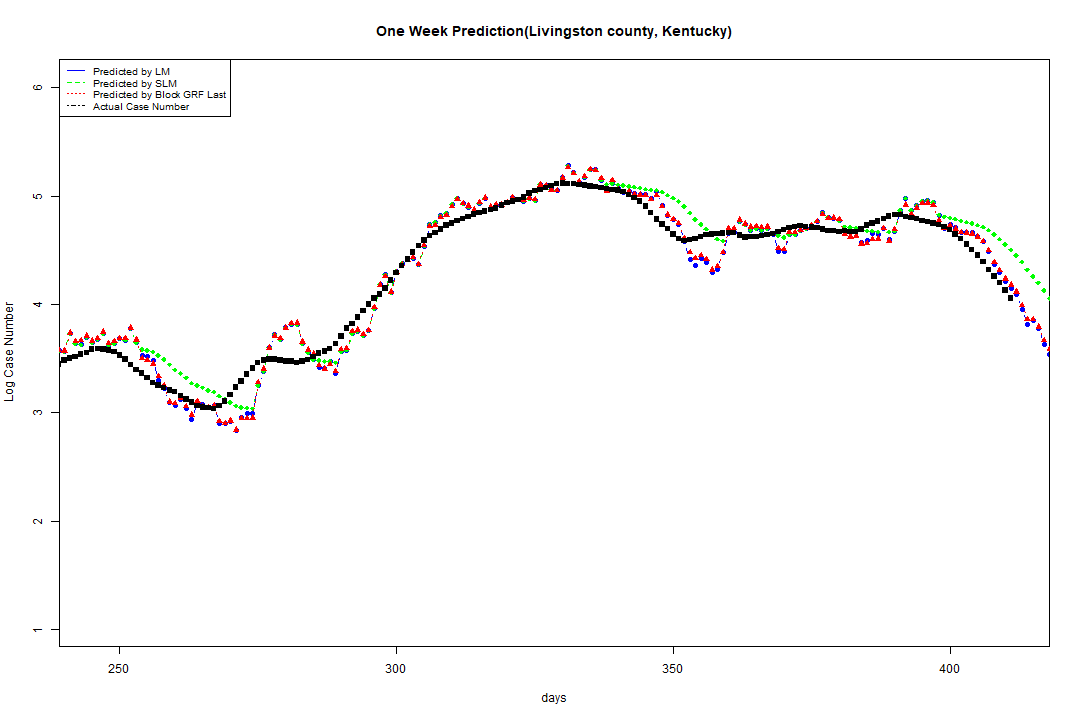 One Week Prediction(Livingston county, Kentucky)
Predicted by LM
Predicted by SLM
Predicted by Block GRF Last
Actual Case Number
6
5
4
3
2
1
Log Case Number
250
300
350
400
days